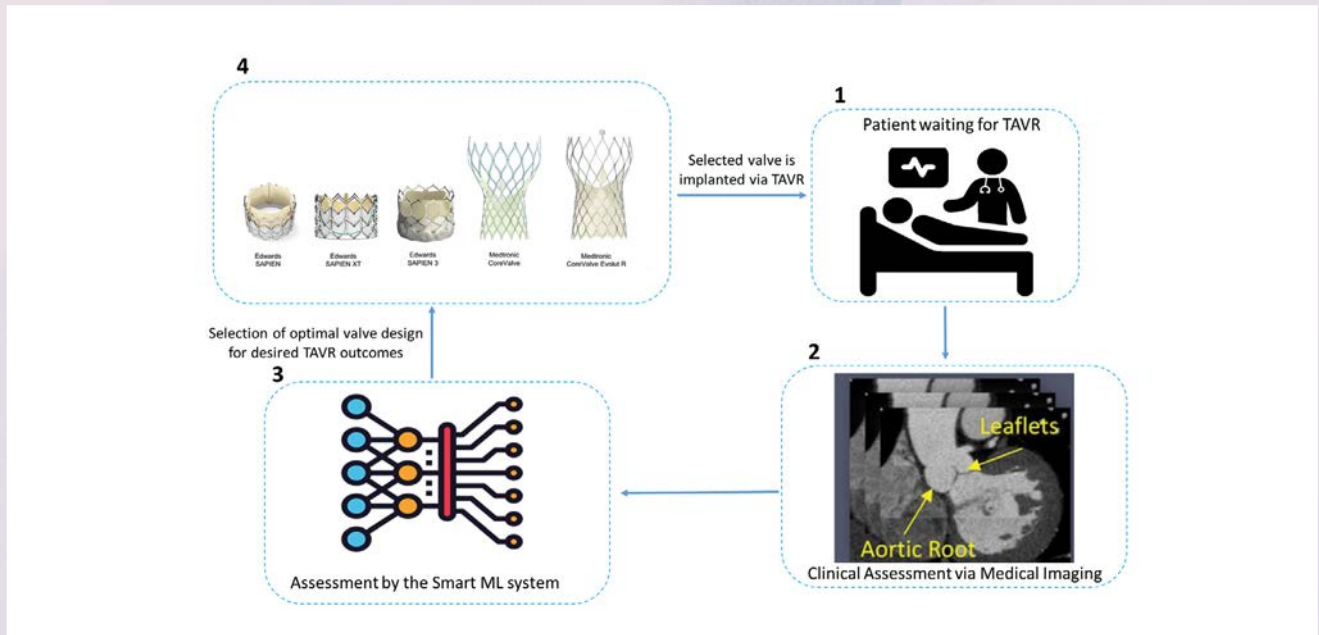 4
Edwards
SAPIEN
Edwards
SAPIEN XT
Edwards
SAPIEN 3
Medtronic
CoreValve
Medtronic
CoreValve Evolut R
Selected valve is
implanted via TAVR
1
Patient waiting for TAVR
Selection of optimal valve design
for desired TAVR outcomes
3
Assessment by the Smart ML system
2
Leaflets
Aortic Root
Clinical Assessment via Medical Imaging